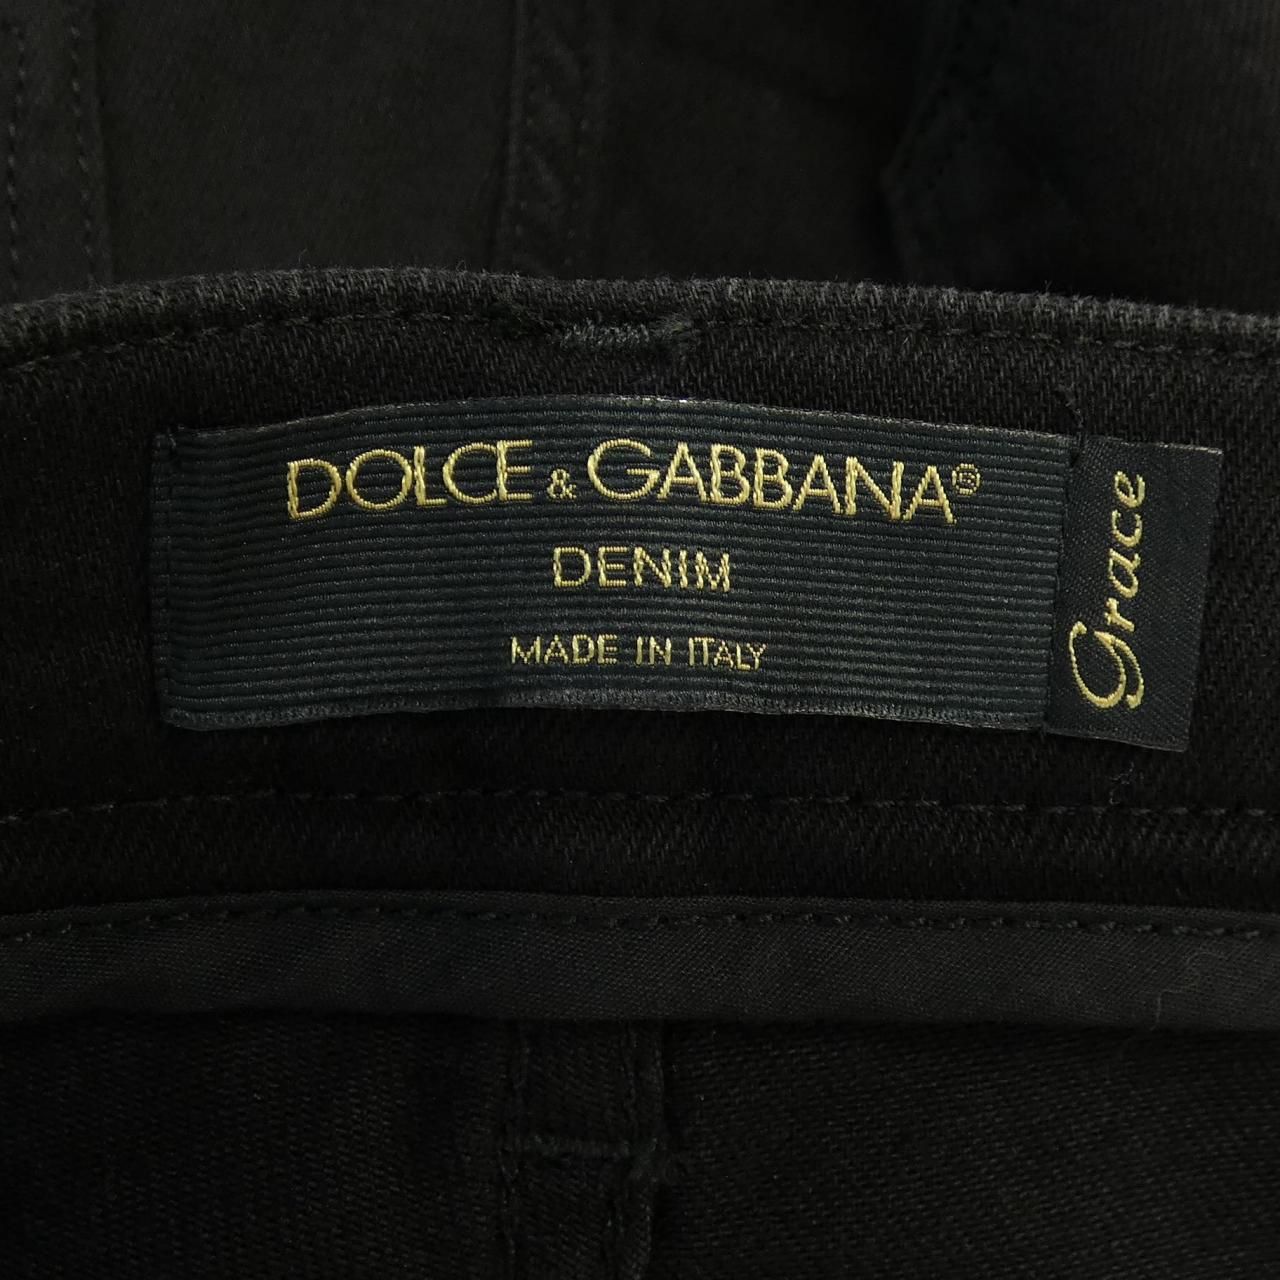 DOLCE & GABBANA®
DENIM
MADE IN ITALY
Grace